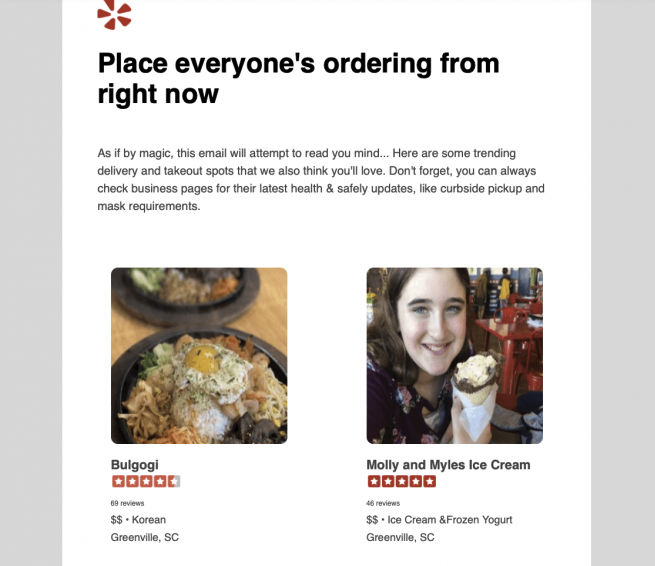 Place everyone's ordering from
right now
As if by magic, this email will attempt to read you mind... Here are some trending
delivery and takeout spots that we also think you'll love. Don't forget, you can always
check business pages for their latest health & safely updates, like curbside pickup and
mask requirements.
Bulgogi
69 reviews
$$ • Korean
Greenville, SC
Molly and Myles Ice Cream
46 reviews
$$ • Ice Cream &Frozen Yogurt
Greenville, SC